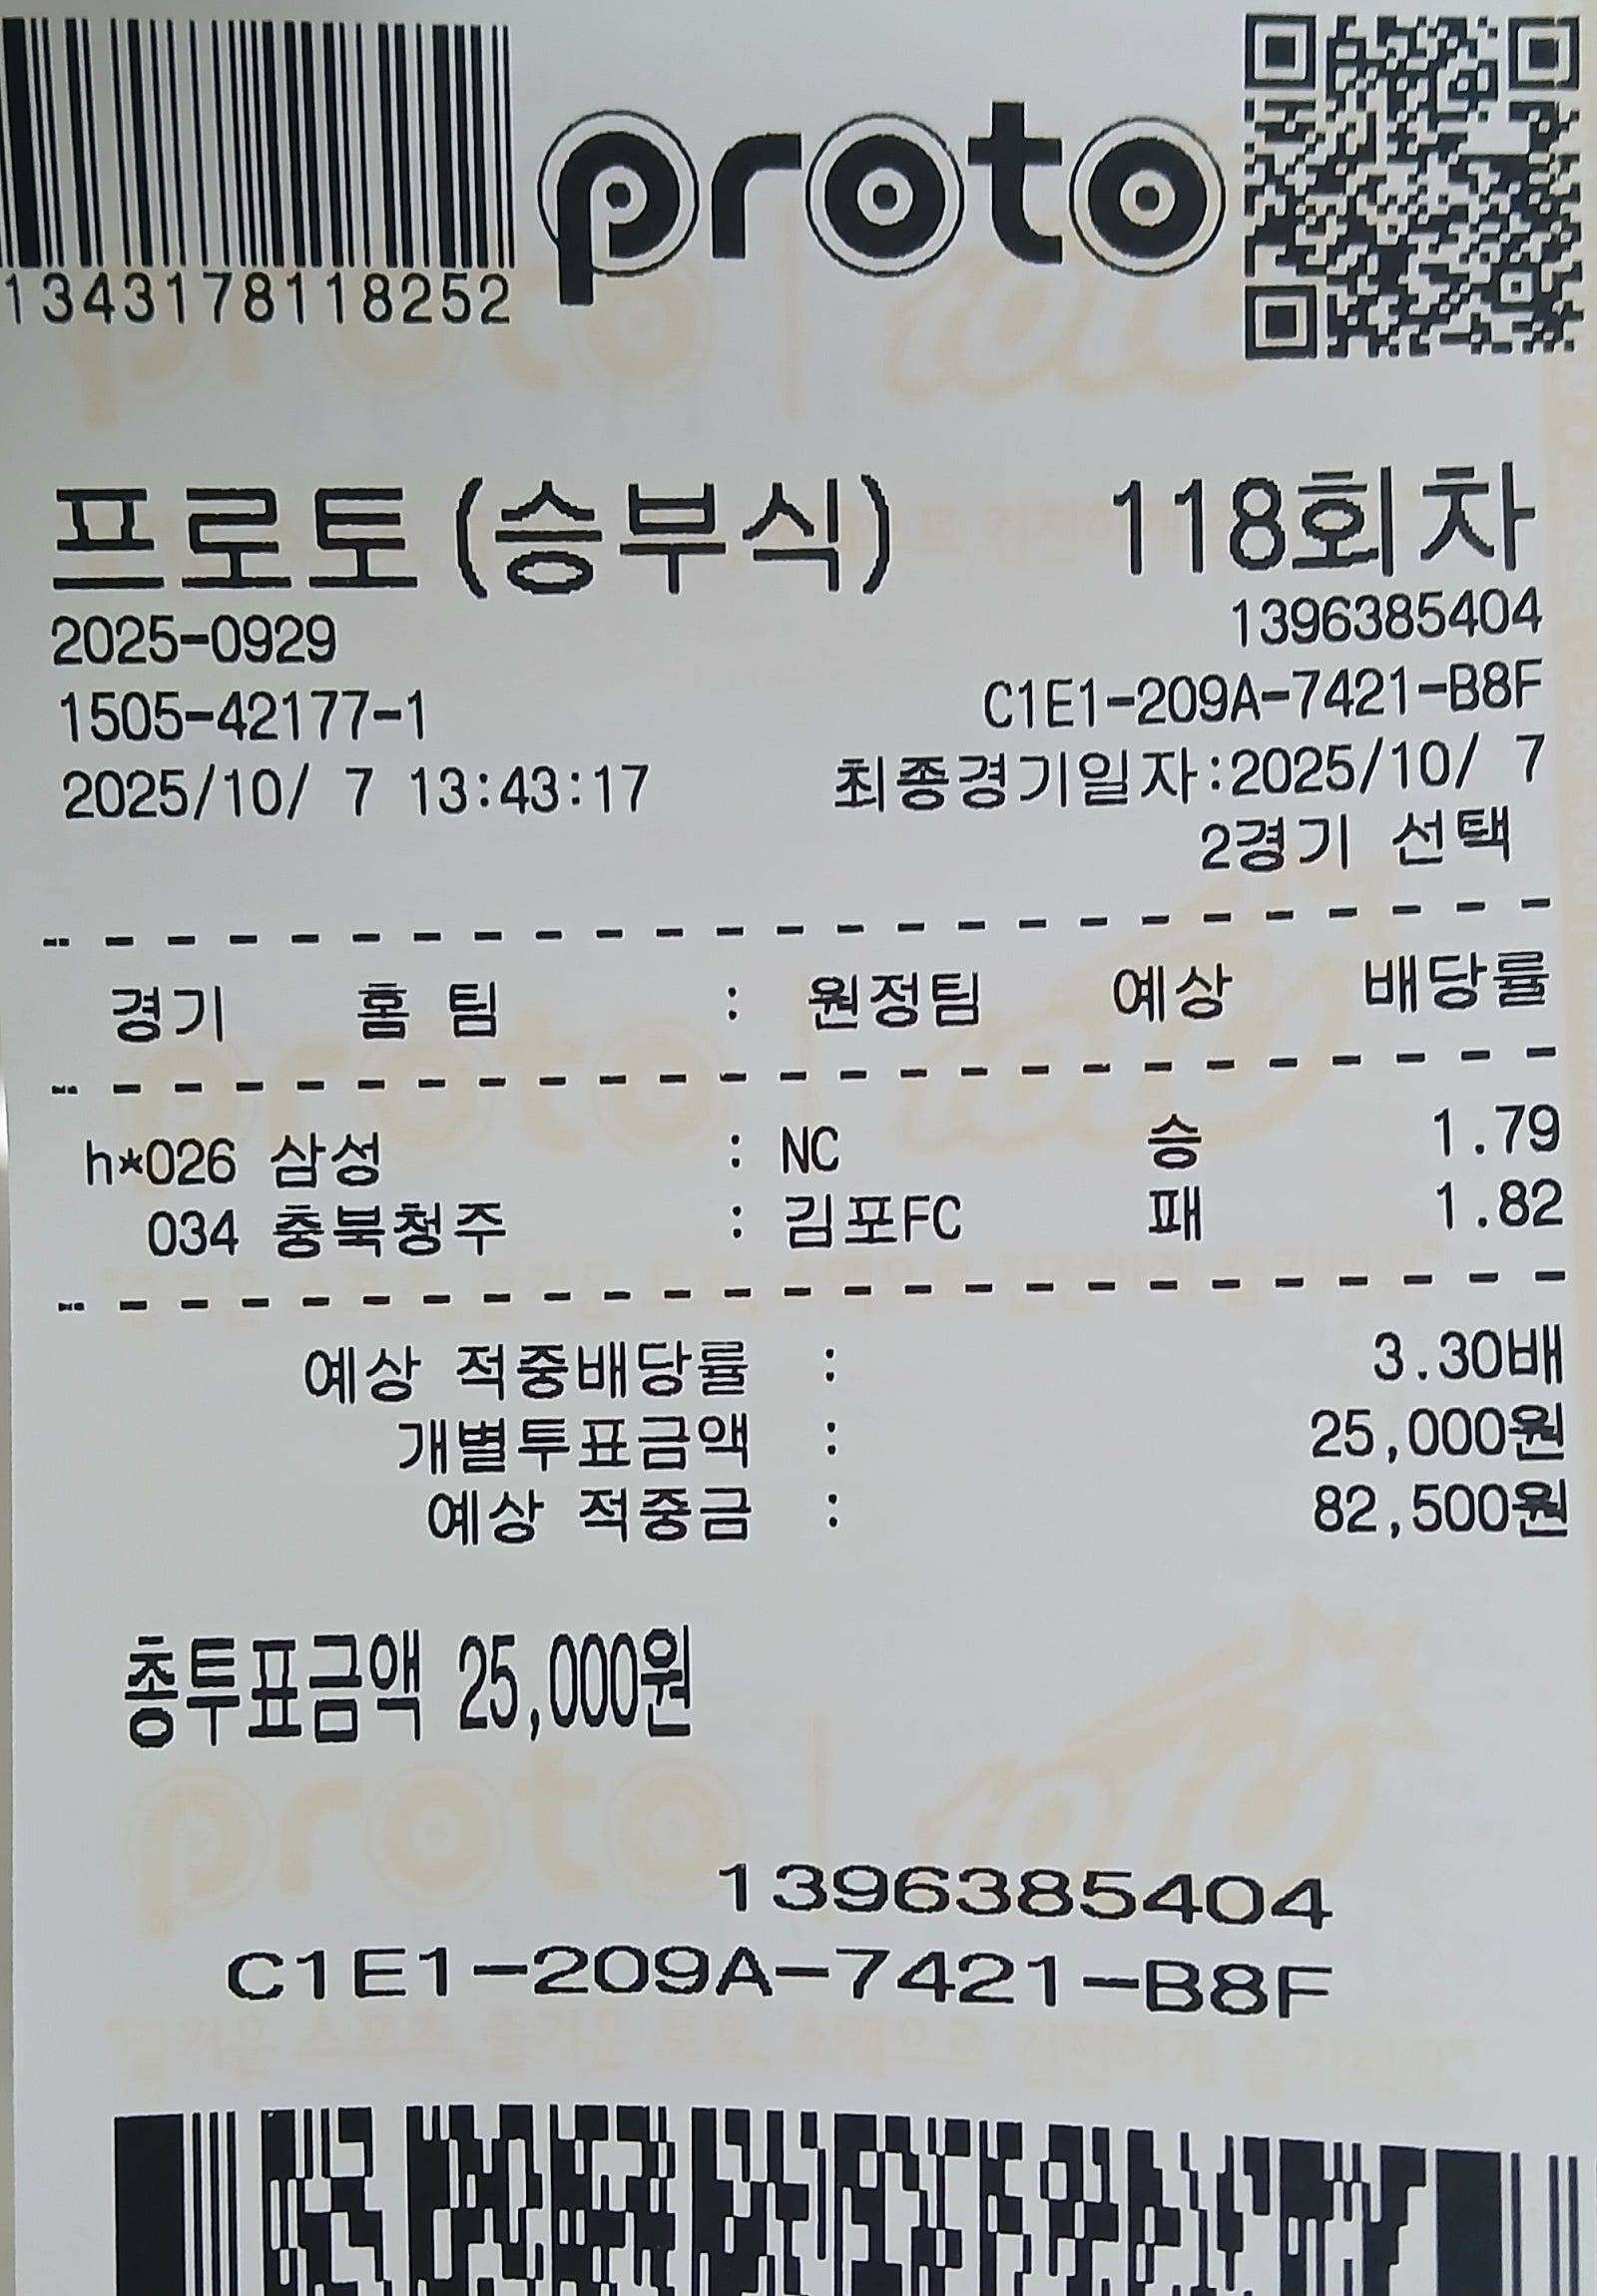 proto
1343178118252
프로토(승부식) 118회차
2025-0929 1396385404
1505-42177-1 C1E1-209A-7421-B8F
2025/10/ 7 13:43:17 최종경기일자:2025/10/ 7
2경기 선택
경기 홈 팀 : 원정팀 예상 배당률
h*026 삼성 : NC 승 1.79
034 충북청주 : 김포FC 패 1.82
예상 적중배당률 : 3.30배
개별투표금액 : 25,000원
예상 적중금 : 82,500원
총투표금액 25,000원
1396385404
C1E1-209A-7421-B8F